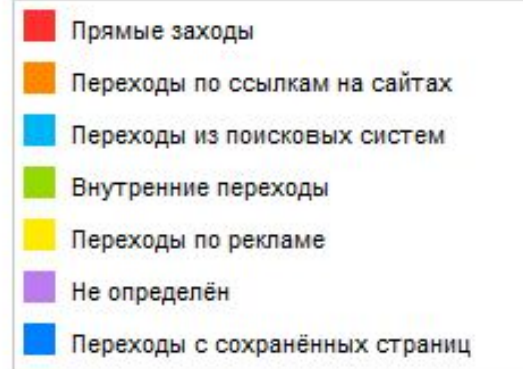 Прямые заходы
Переходы по ссылкам на сайтах
Переходы из поисковых систем
Внутренние переходы
Переходы по рекламе
Не определён
Переходы с сохранённых страниц